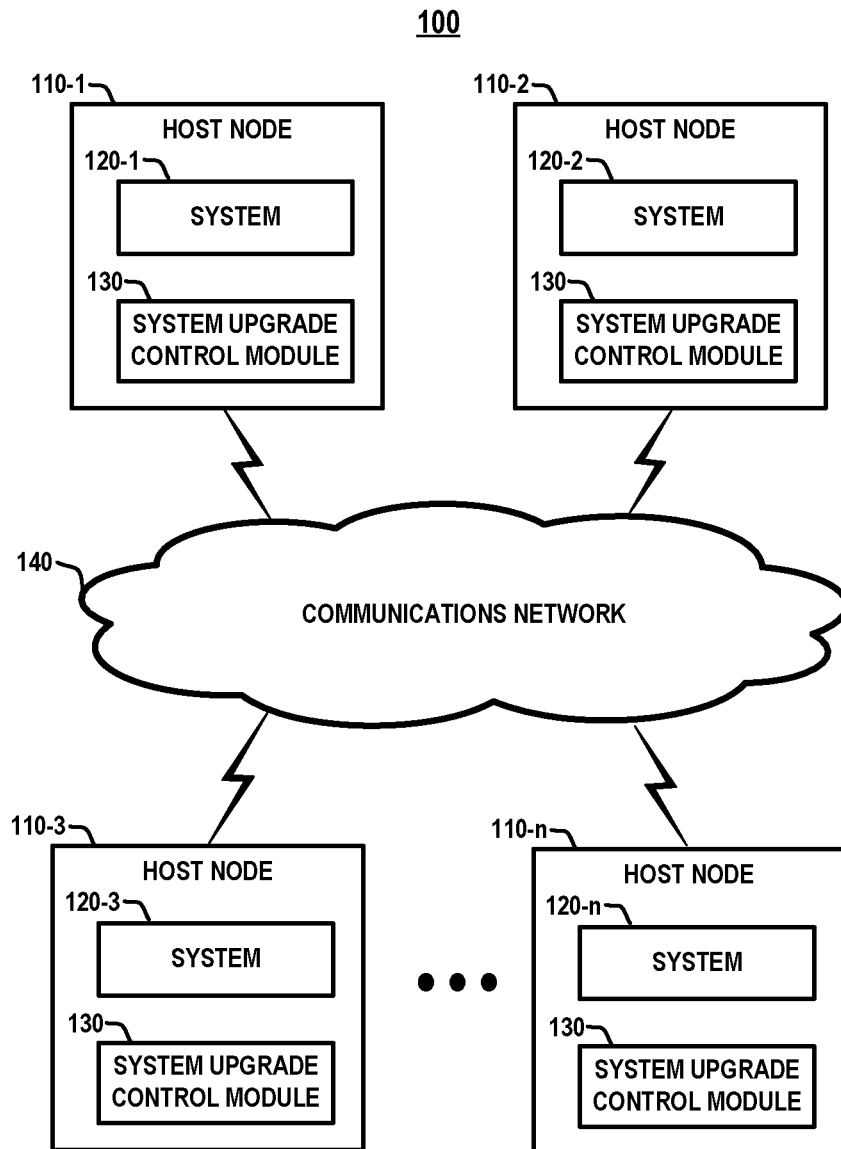 100
110-1
110-2
HOST NODE
HOST NODE
120-1
120-2
SYSTEM
SYSTEM
130
130
SYSTEM UPGRADE
CONTROL MODULE
SYSTEM UPGRADE
CONTROL MODULE
140
COMMUNICATIONS NETWORK
110-3
110-n
HOST NODE
HOST NODE
120-3
120-n
SYSTEM
SYSTEM
130
130
SYSTEM UPGRADE
CONTROL MODULE
SYSTEM UPGRADE
CONTROL MODULE